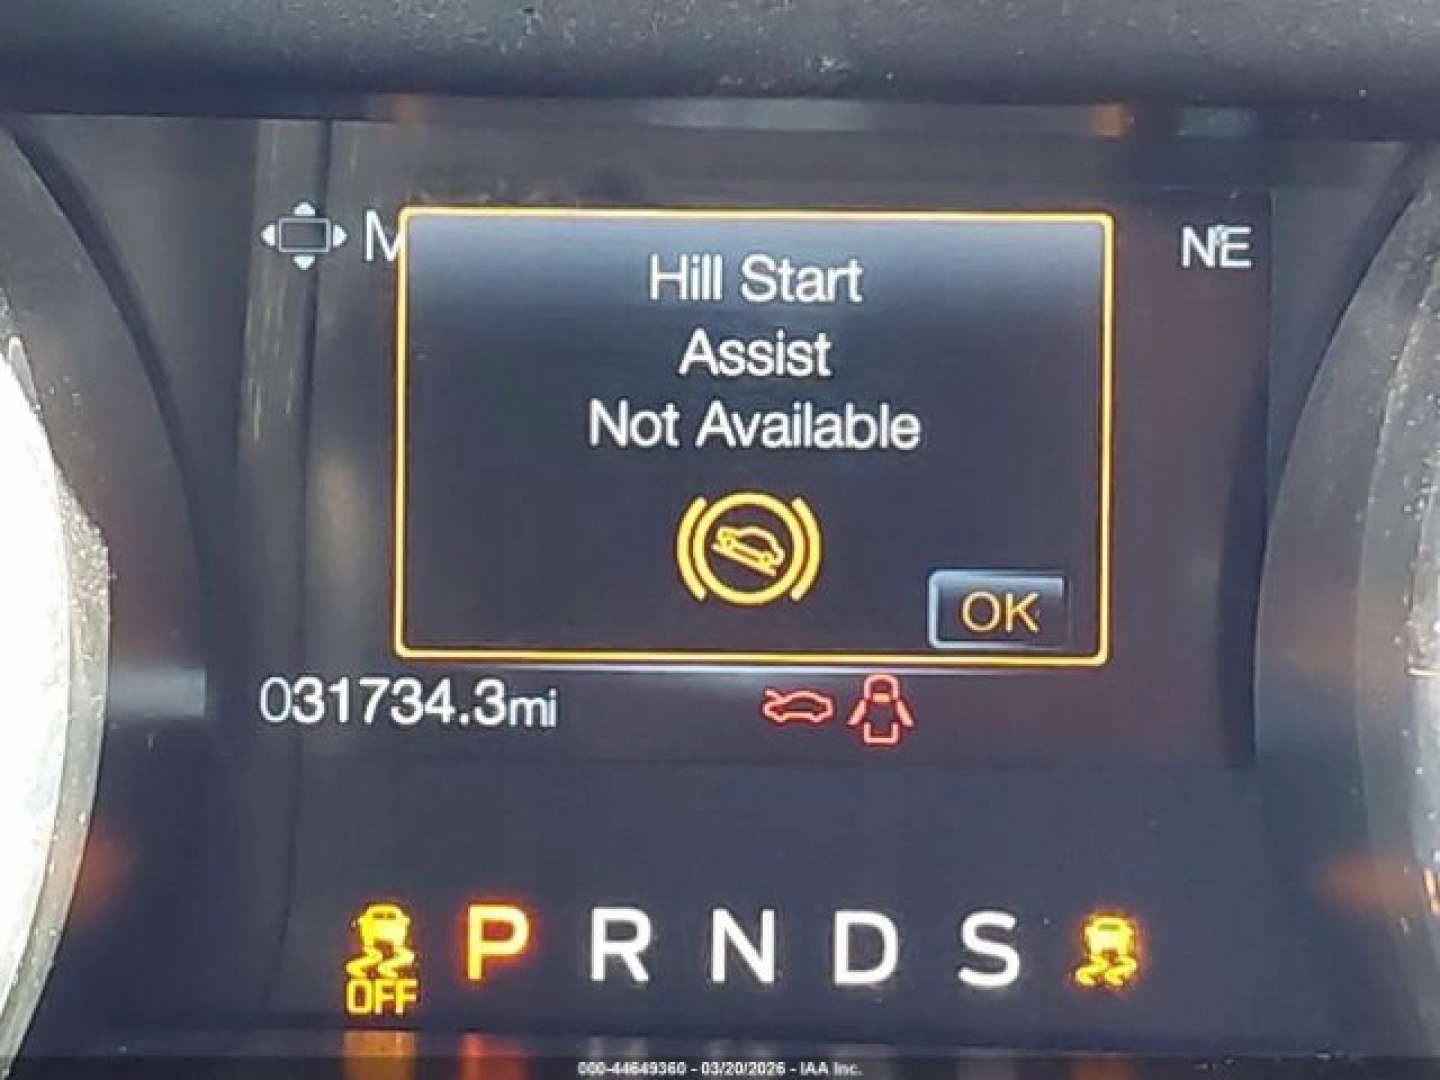 M
NE
Hill Start
Assist
Not Available
OK
031734.3mi
OFF
P R N D S
000-44649360 - 03/20/2026 - IAA Inc.